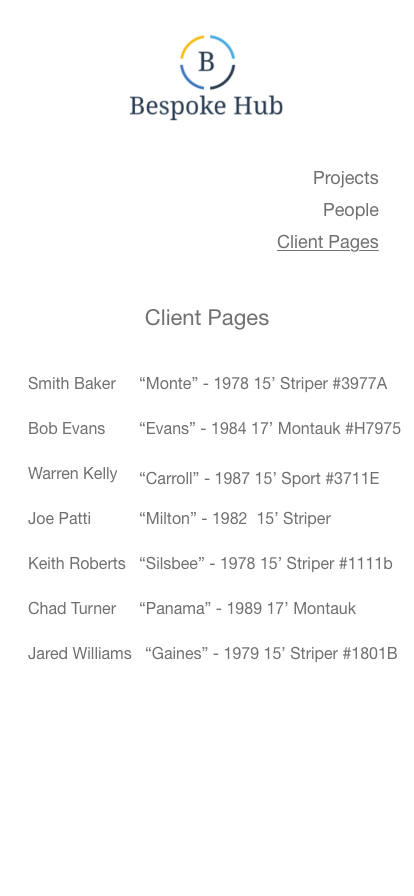 B
Bespoke Hub
Projects
People
Client Pages
Client Pages
Smith Baker “Monte” - 1978 15’ Striper #3977A
Bob Evans “Evans” - 1984 17’ Montauk #H7975
Warren Kelly “Carroll” - 1987 15’ Sport #3711E
Joe Patti “Milton” - 1982  15’ Striper
Keith Roberts “Silsbee” - 1978 15’ Striper #1111b
Chad Turner “Panama” - 1989 17’ Montauk
Jared Williams “Gaines” - 1979 15’ Striper #1801B